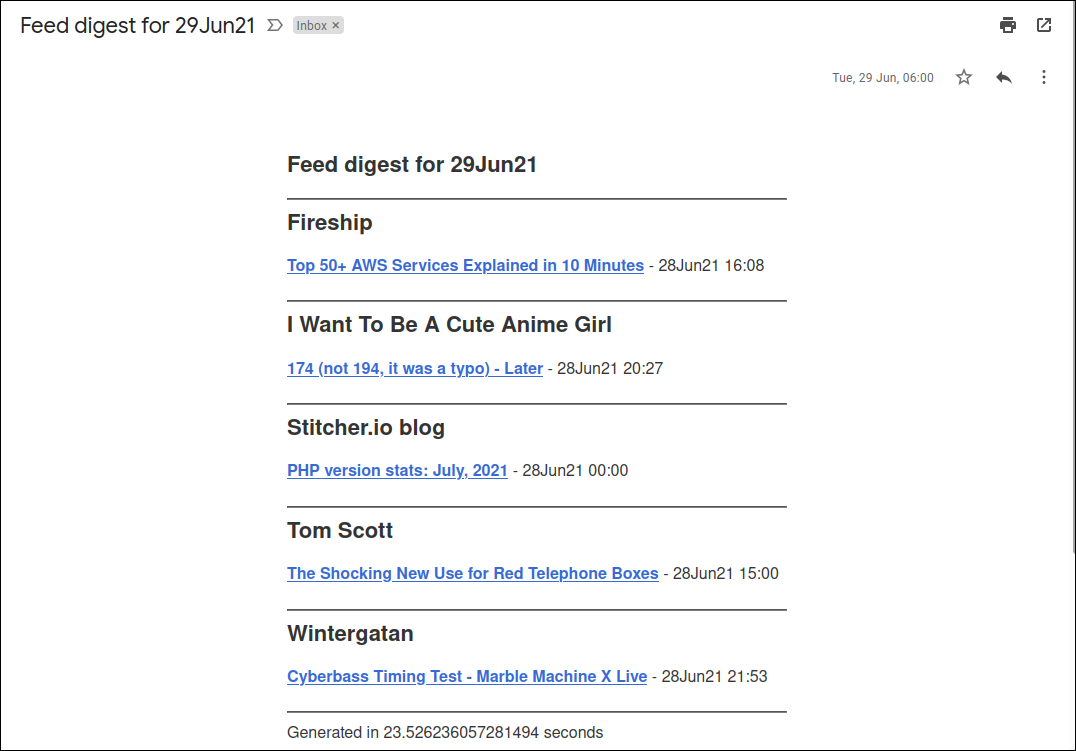 Feed digest for 29Jun21 Inbox ×
Tue, 29 Jun, 06:00
Feed digest for 29Jun21
Fireship
Top 50+ AWS Services Explained in 10 Minutes - 28Jun21 16:08
I Want To Be A Cute Anime Girl
174 (not 194, it was a typo) - Later - 28Jun21 20:27
Stitcher.io blog
PHP version stats: July, 2021 - 28Jun21 00:00
Tom Scott
The Shocking New Use for Red Telephone Boxes - 28Jun21 15:00
Wintergatan
Cyberbass Timing Test - Marble Machine X Live - 28Jun21 21:53
Generated in 23.526236057281494 seconds